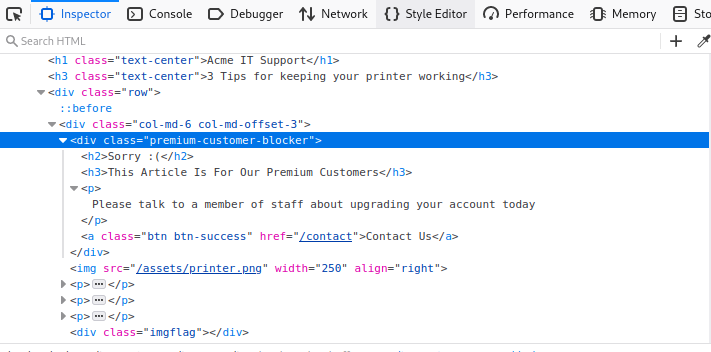 Inspector Console Debugger Network Style Editor Performance Memory Sto
Search HTML
<h1 class="text-center">Acme IT Support</h1>
<h3 class="text-center">3 Tips for keeping your printer working</h3>
<div class="row">
::before
<div class="col-md-6 col-md-offset-3">
<div class="premium-customer-blocker">
<h2>Sorry :(</h2>
<h3>This Article Is For Our Premium Customers</h3>
<p>
Please talk to a member of staff about upgrading your account today
</p>
<a class="btn btn-success" href="/contact">Contact Us</a>
</div>
<img src="/assets/printer.png" width="250" align="right">
<p>…</p>
<p>…</p>
<p>…</p>
<div class="imgflag"></div>